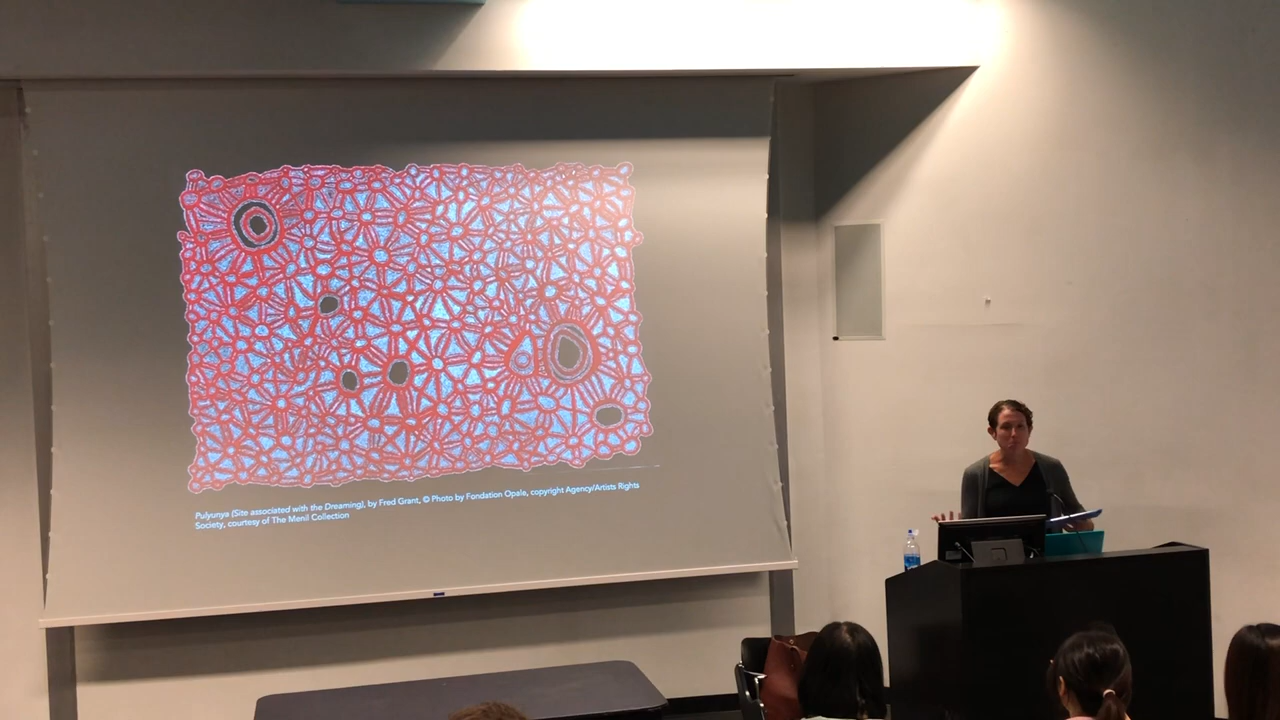 Pulyunya (Site associated with the Dreaming), by Fred Grant, © Photo by Fondation Opale, copyright Agency/Artists Rights
Society, courtesy of The Menil Collection